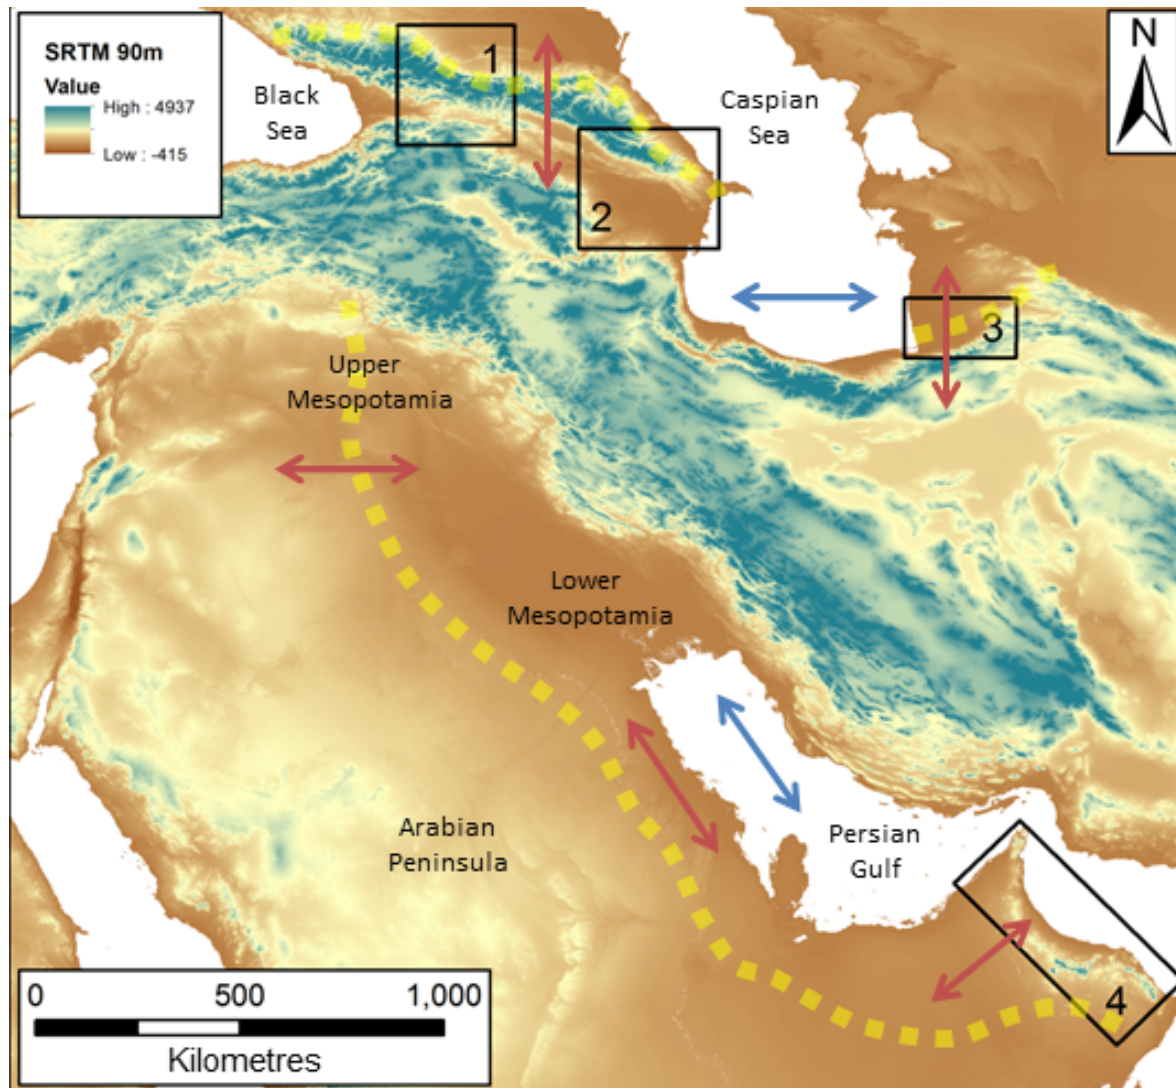 SRTM 90m
Value
High : 4937
Low : -415
Black
Sea
1
Caspian
Sea
N
2
3
Upper
Mesopotamia
Lower
Mesopotamia
Arabian
Peninsula
Persian
Gulf
4
0 500 1,000
Kilometres